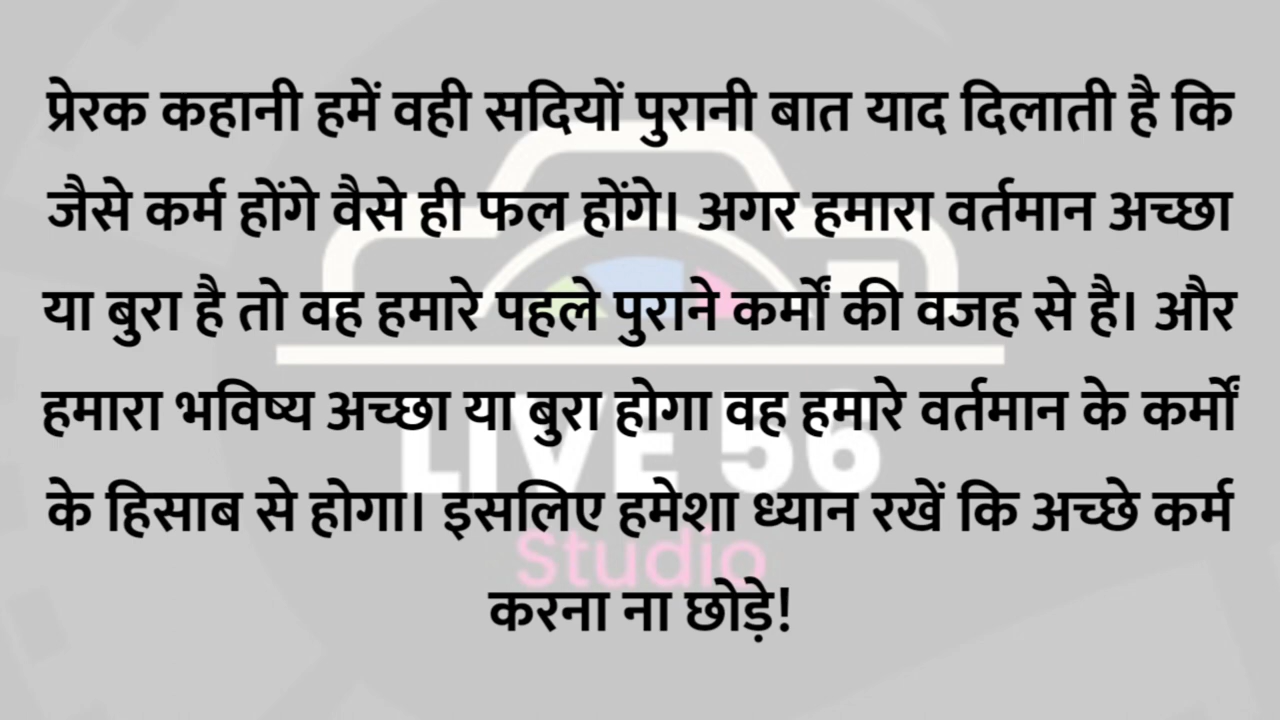 प्रेरक कहानी हमें वही सदियों पुरानी बात याद दिलाती है कि
जैसे कर्म होंगे वैसे ही फल होंगे। अगर हमारा वर्तमान अच्छा
या बुरा है तो वह हमारे पहले पुराने कर्मों की वजह से है। और
हमारा भविष्य अच्छा या बुरा होगा वह हमारे वर्तमान के कर्मों
LIVE 56
के हिसाब से होगा। इसलिए हमेशा ध्यान रखें कि अच्छे कर्म
Studio
करना ना छोड़े!